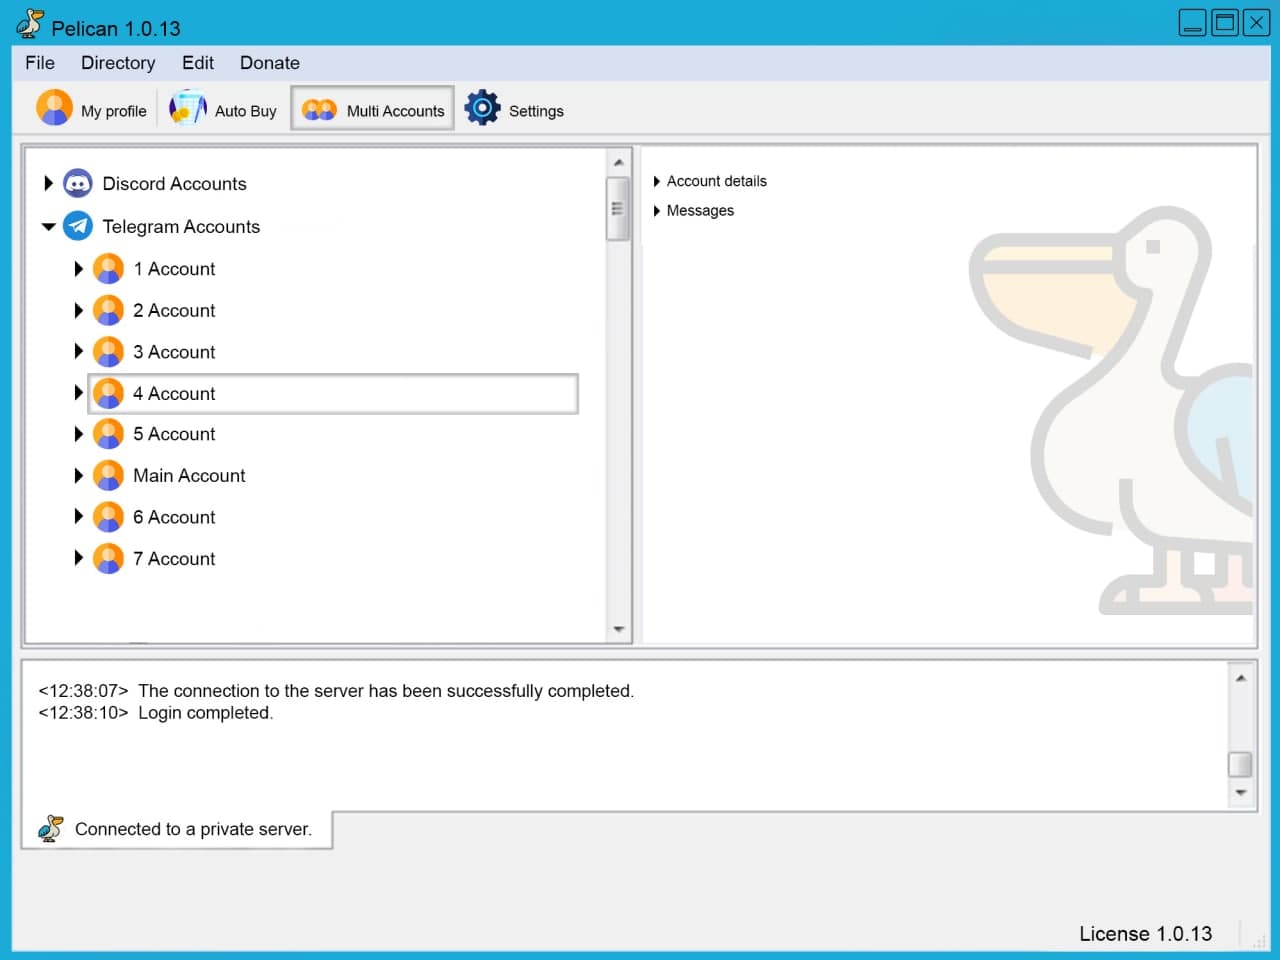 Pelican 1.0.13
File Directory Edit Donate
My profile Auto Buy Multi Accounts Settings
Discord Accounts
Telegram Accounts
1 Account
2 Account
3 Account
4 Account
5 Account
Main Account
6 Account
7 Account
Account details
Messages
<12:38:07> The connection to the server has been successfully completed.
<12:38:10> Login completed.
Connected to a private server.
License 1.0.13